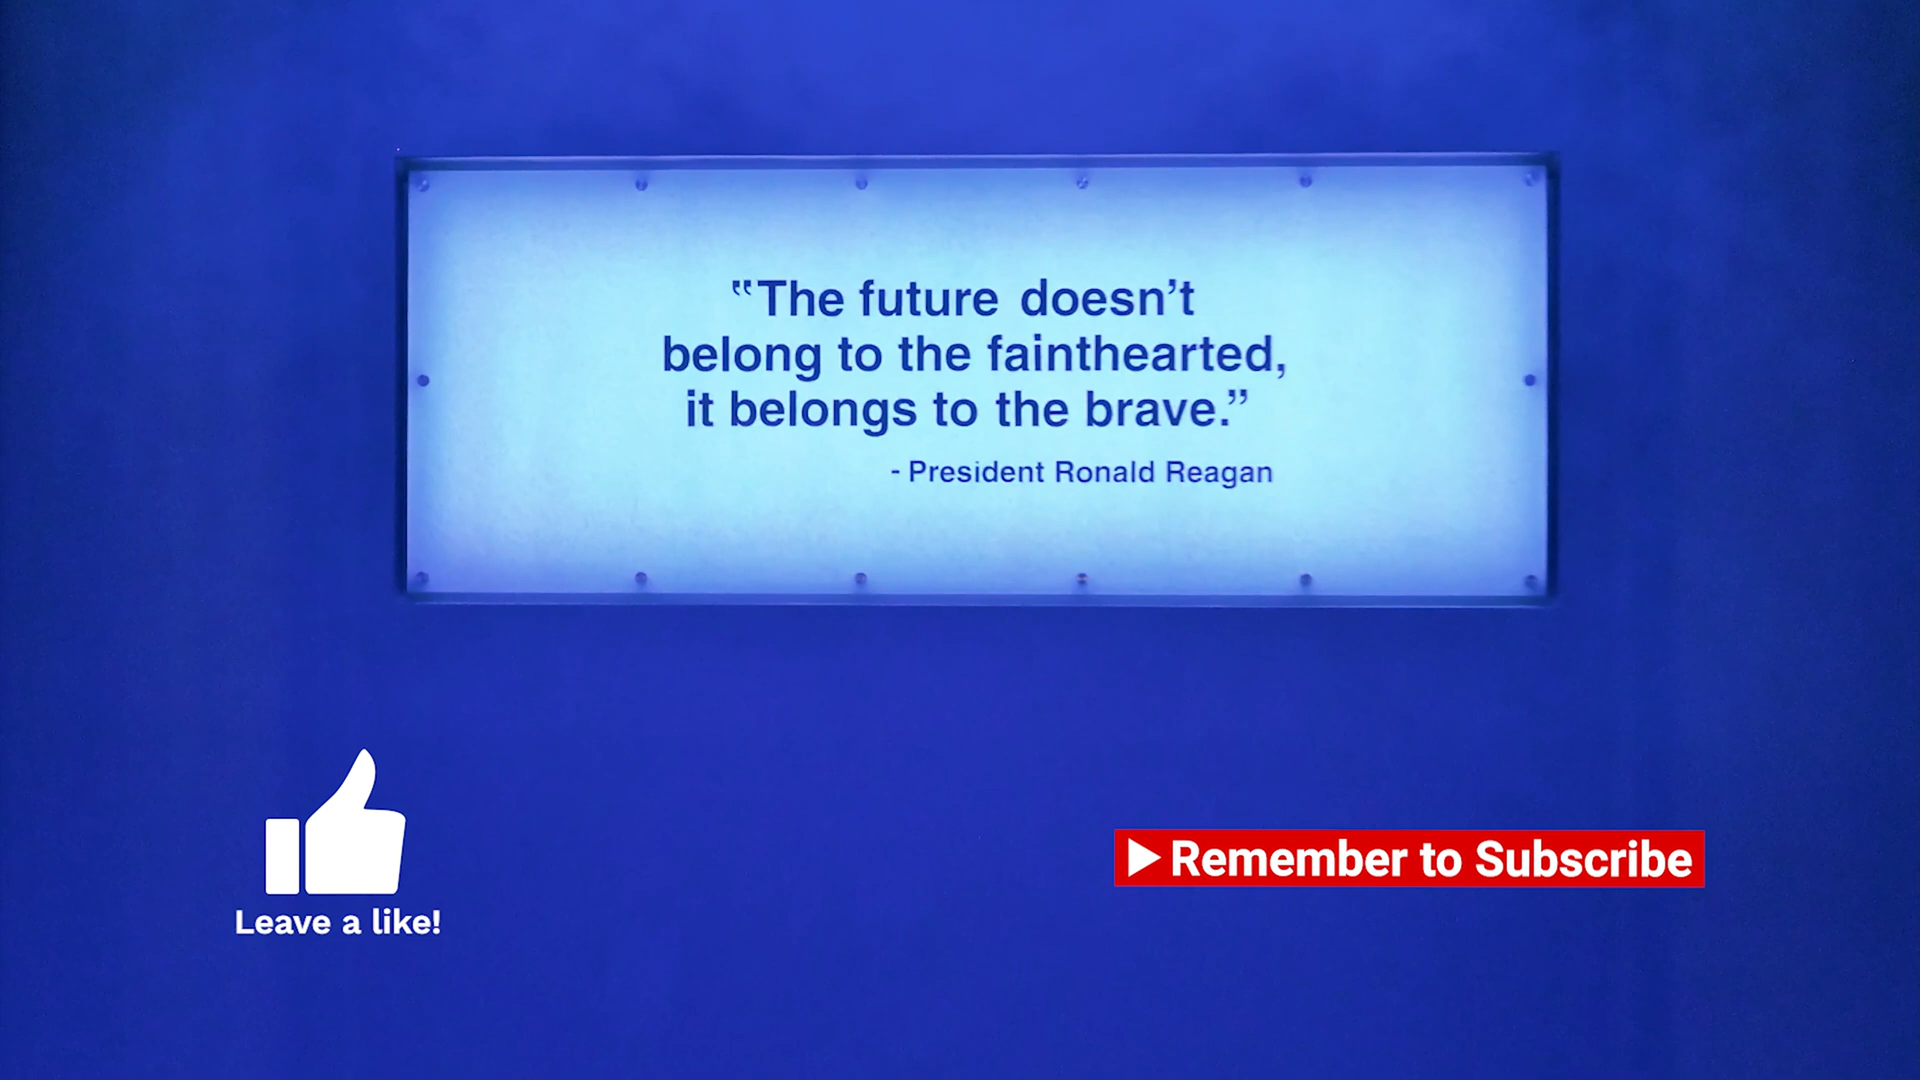 “The future doesn’t
belong to the fainthearted,
it belongs to the brave.”
- President Ronald Reagan
Leave a like!
Remember to Subscribe